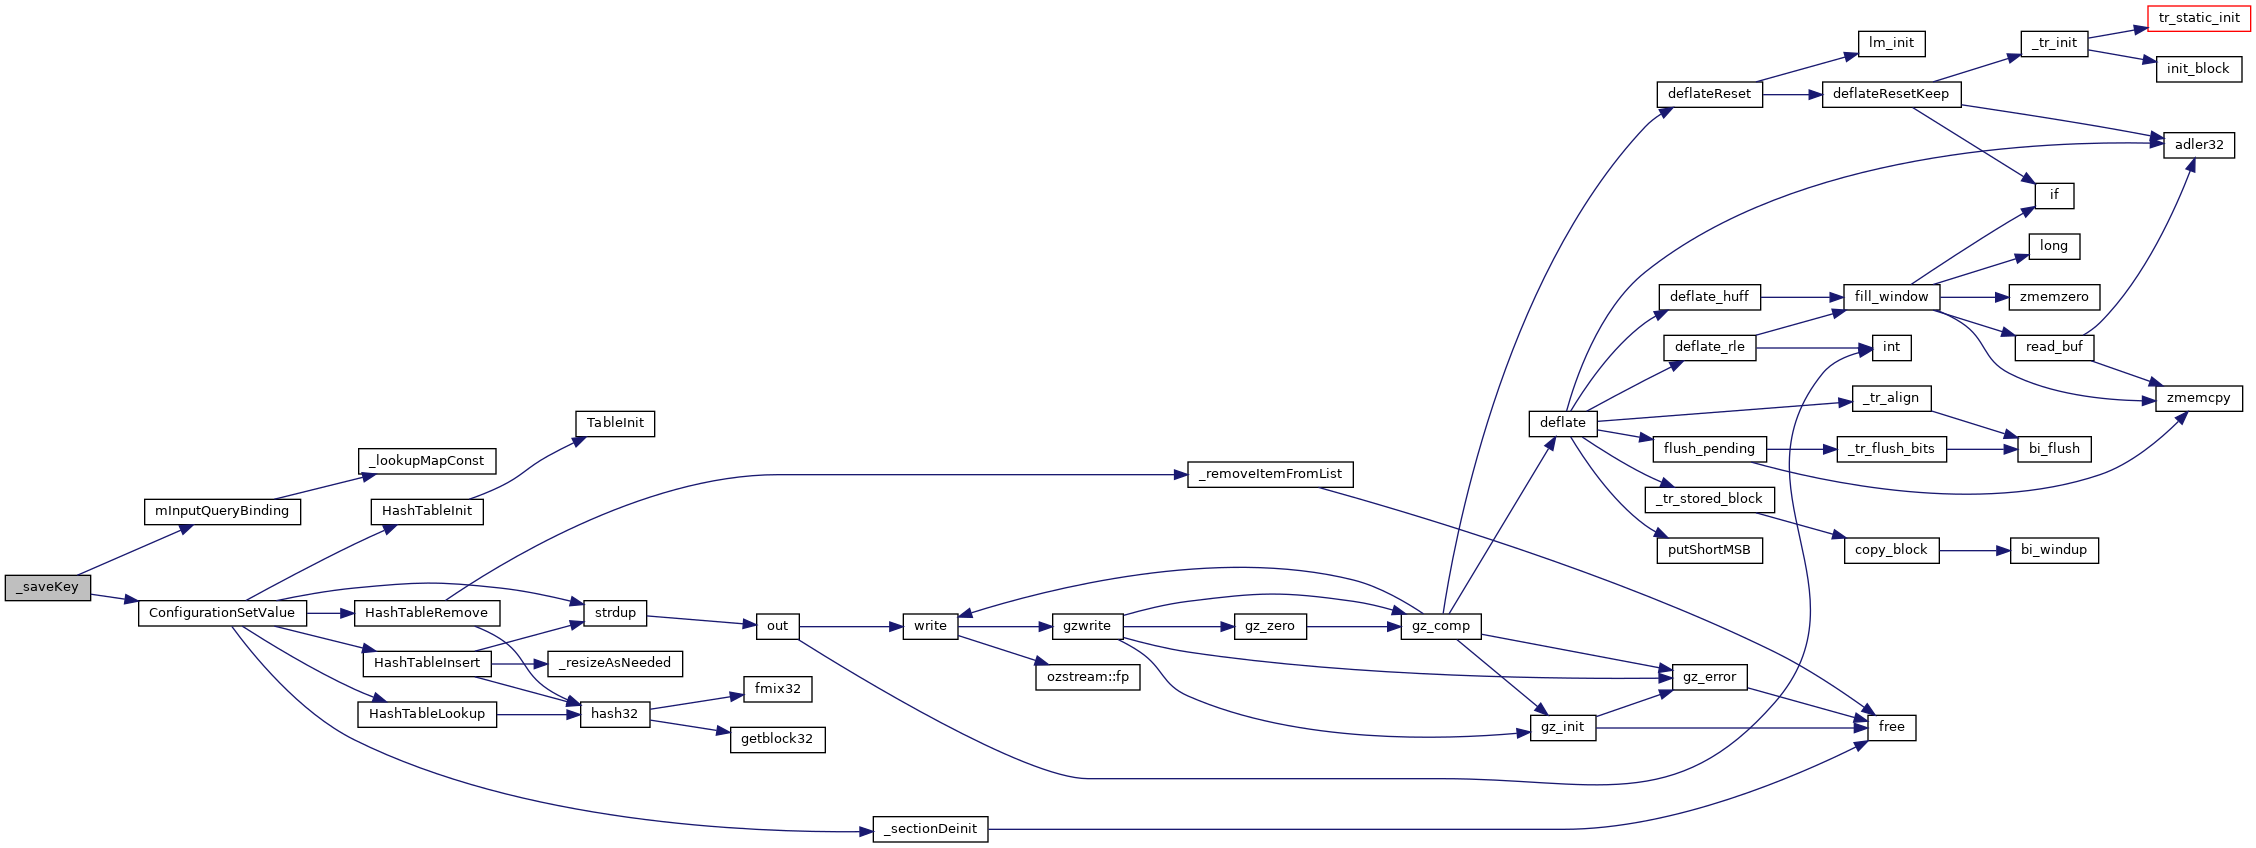 _saveKey
mInputQueryBinding
ConfigurationSetValue
_lookupMapConst
HashTableInit
HashTableRemove
HashTableInsert
HashTableLookup
TableInit
strdup
_resizeAsNeeded
hash32
fmix32
getblock32
out
_sectionDeinit
write
gzwrite
ozstream::fp
_removeItemFromList
gz_zero
gz_comp
deflate
gz_init
deflateReset
deflate_huff
deflate_rle
flush_pending
_tr_stored_block
putShortMSB
gz_error
lm_init
deflateResetKeep
fill_window
int
_tr_align
_tr_flush_bits
copy_block
free
_tr_init
if
long
zmemzero
read_buf
bi_flush
bi_windup
tr_static_init
init_block
adler32
zmemcpy